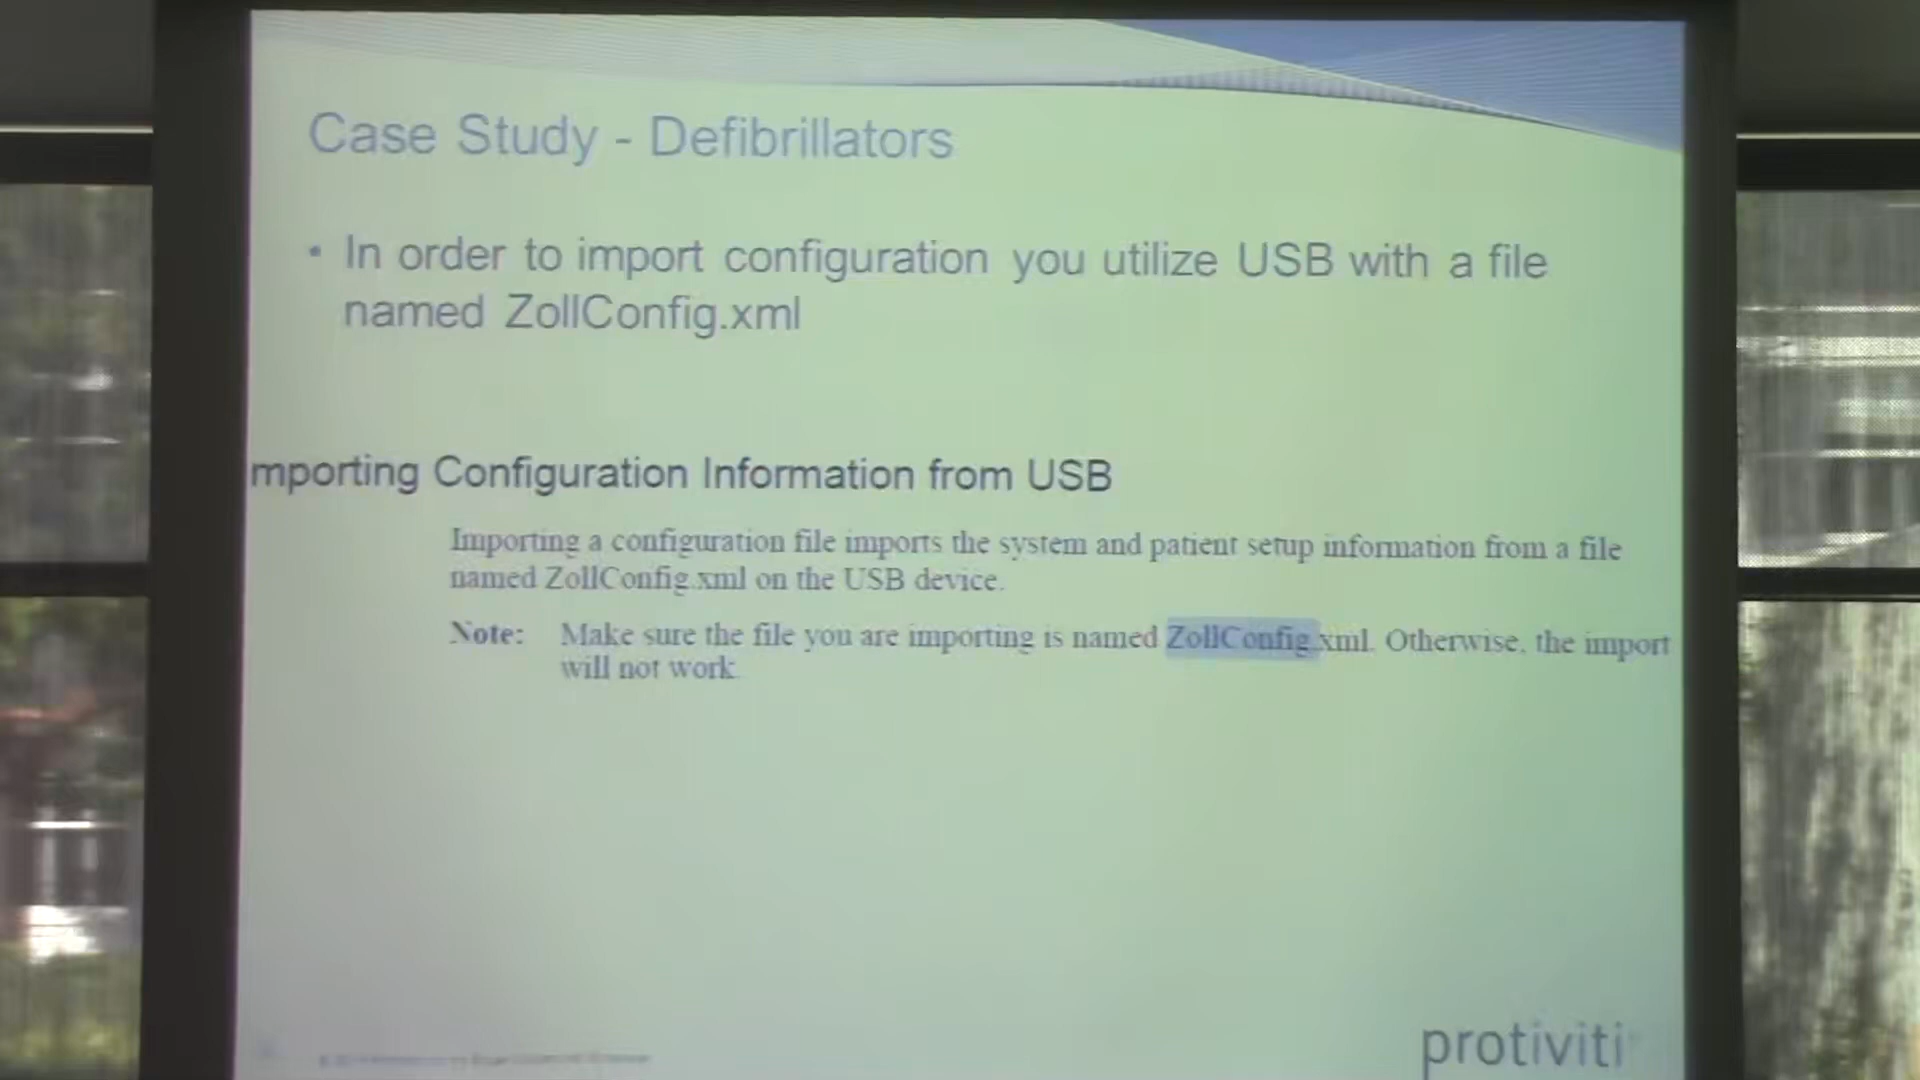 Case Study - Defibrillators
• In order to import configuration you utilize USB with a file
named ZollConfig.xml
mporting Configuration Information from USB
Importing a configuration file imports the system and patient setup information from a file
named ZollConfig.xml on the USB device.
Note: Make sure the file you are importing is named ZollConfig.xml. Otherwise, the import
will not work.
protiviti